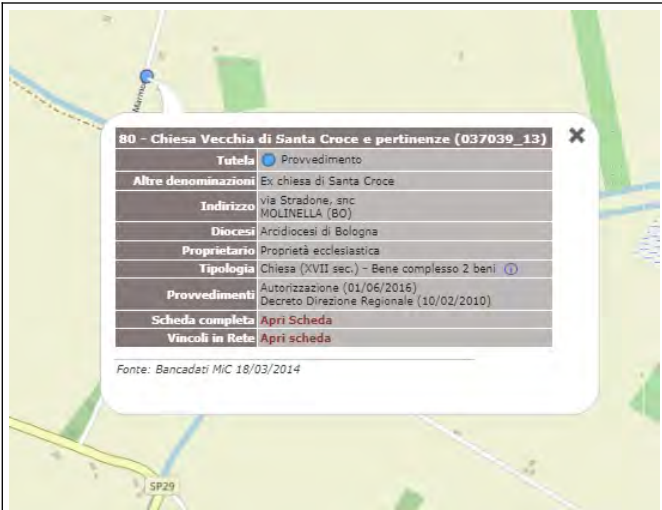 Marmo
80 - Chiesa Vecchia di Santa Croce e pertinenze (037039_13)
Tutela Provvedimento
Altre denominazioni Ex chiesa di Santa Croce
Indirizzo via Stradone, snc
MOLINELLA (BO)
Diocesi Arcidiocesi di Bologna
Proprietario Proprietà ecclesiastica
Tipologia Chiesa (XVII sec.) - Bene complesso 2 beni
Provvedimenti Autorizzazione (01/06/2016)
Decreto Direzione Regionale (10/02/2010)
Scheda completa Apri Scheda
Vincoli in Rete Apri scheda
Fonte: Bancadati MiC 18/03/2014
SP29